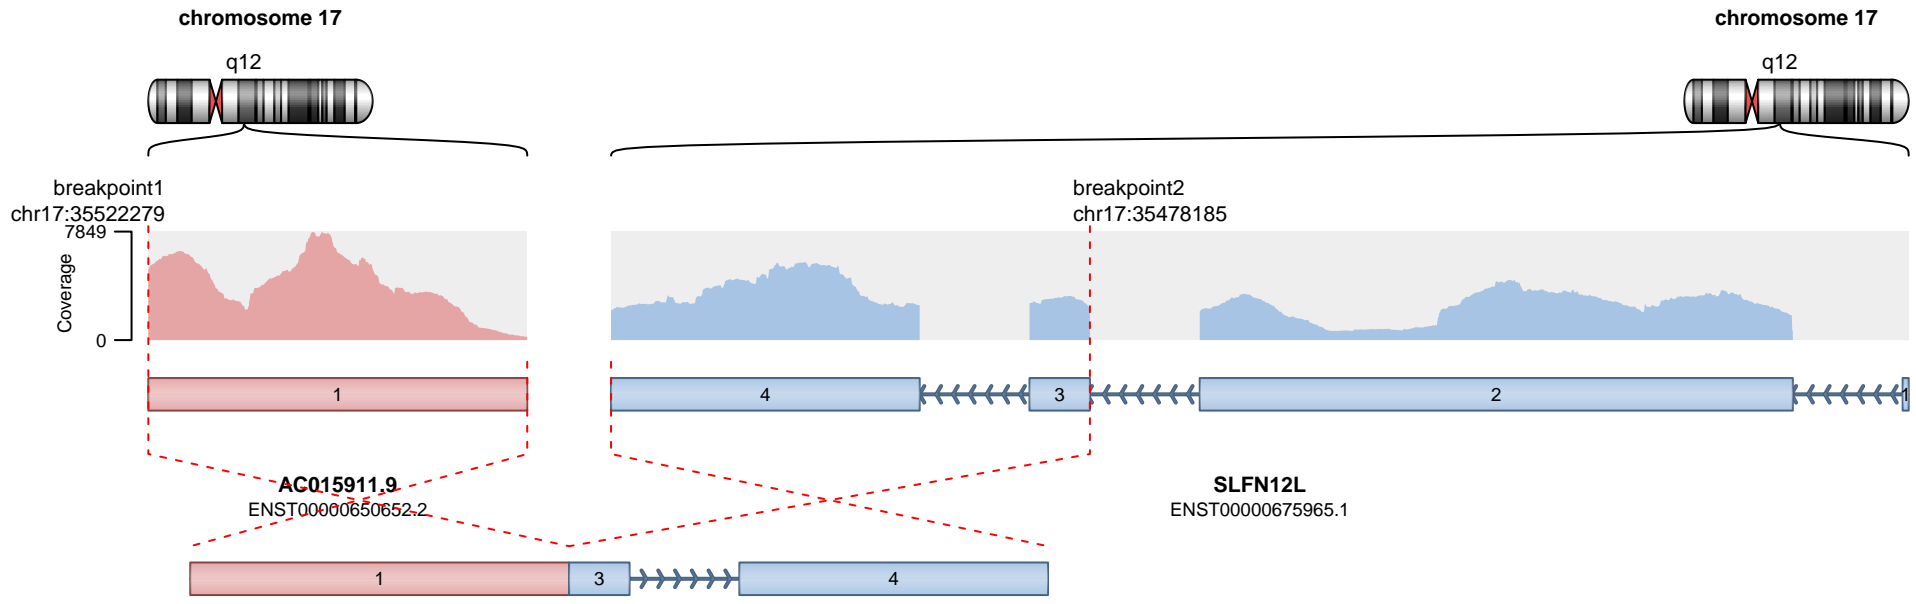 chromosome 17
chromosome 17
q12
q12
breakpoint1
chr17:35522279
breakpoint2
chr17:35478185
7849
Coverage
0
1
4
3
2
1
AC015911.9
ENST00000650652.2
SLFN12L
ENST00000675965.1
1
3
4